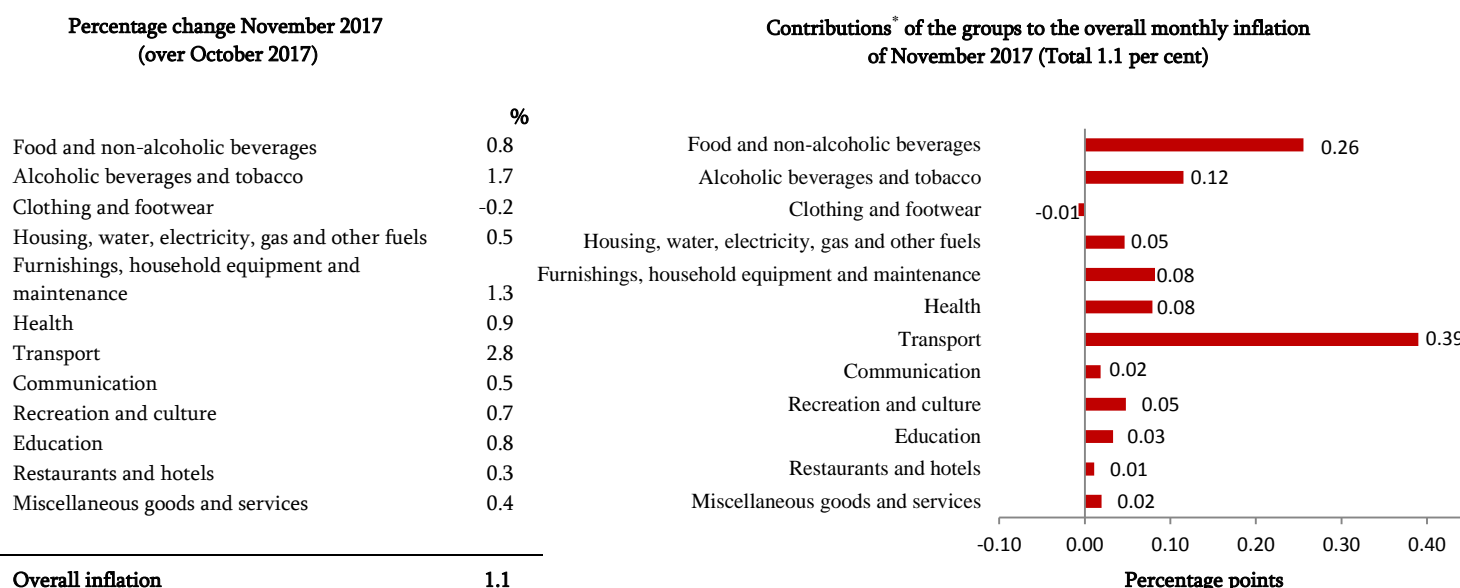 Percentage change November 2017
(over October 2017)
%
Food and non-alcoholic beverages 0.8
Alcoholic beverages and tobacco 1.7
Clothing and footwear -0.2
Housing, water, electricity, gas and other fuels 0.5
Furnishings, household equipment and
maintenance 1.3
Health 0.9
Transport 2.8
Communication 0.5
Recreation and culture 0.7
Education 0.8
Restaurants and hotels 0.3
Miscellaneous goods and services 0.4
Overall inflation 1.1
Contributions* of the groups to the overall monthly inflation
of November 2017 (Total 1.1 per cent)
Food and non-alcoholic beverages 0.26
Alcoholic beverages and tobacco 0.12
Clothing and footwear -0.01
Housing, water, electricity, gas and other fuels 0.05
Furnishings, household equipment and maintenance 0.08
Health 0.08
Transport 0.39
Communication 0.02
Recreation and culture 0.05
Education 0.03
Restaurants and hotels 0.01
Miscellaneous goods and services 0.02
-0.10 0.00 0.10 0.20 0.30 0.40
Percentage points